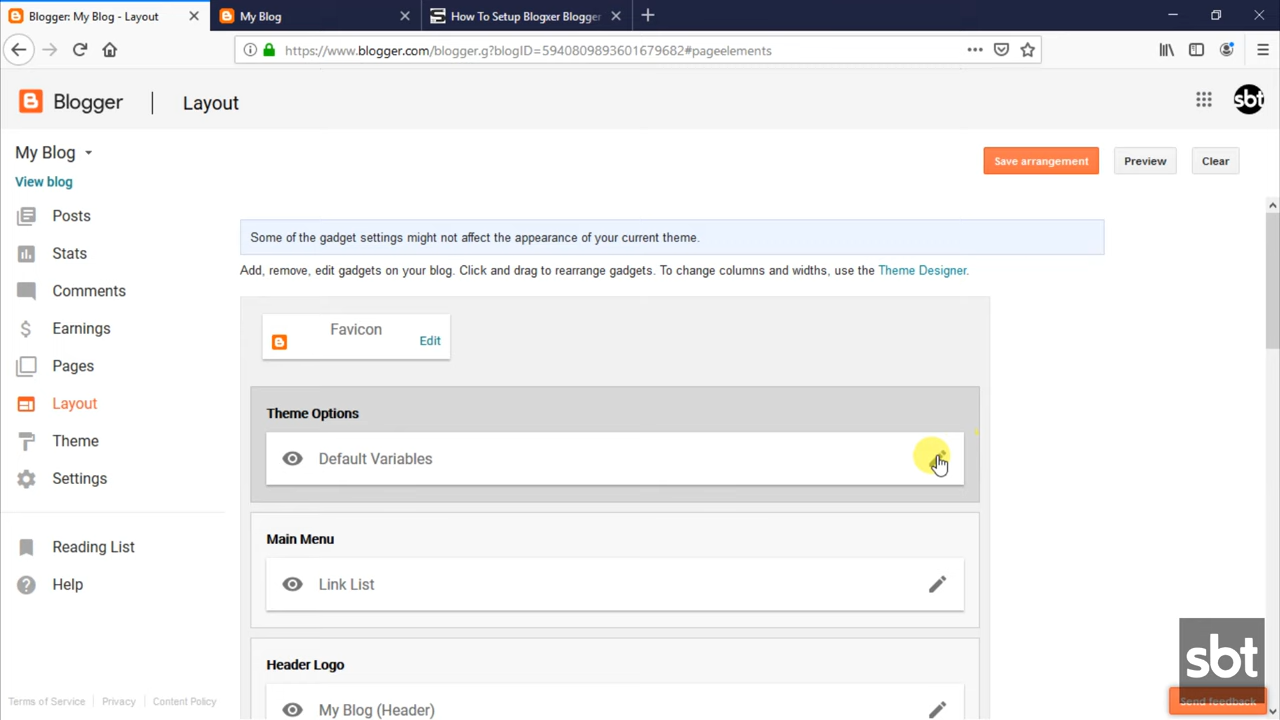 Blogger: My Blog - Layout
My Blog
How To Setup Blogxer Blogger
https://www.blogger.com/blogger.g?blogID=5940809893601679682#pageelements
Blogger
Layout
sbt
My Blog
View blog
Save arrangement
Preview
Clear
Posts
Stats
Comments
Earnings
Pages
Layout
Theme
Settings
Reading List
Help
Some of the gadget settings might not affect the appearance of your current theme.
Add, remove, edit gadgets on your blog. Click and drag to rearrange gadgets. To change columns and widths, use the Theme Designer.
Favicon
Edit
Theme Options
Default Variables
Main Menu
Link List
Header Logo
My Blog (Header)
sbt
Terms of Service
Privacy
Content Policy
Send feedback